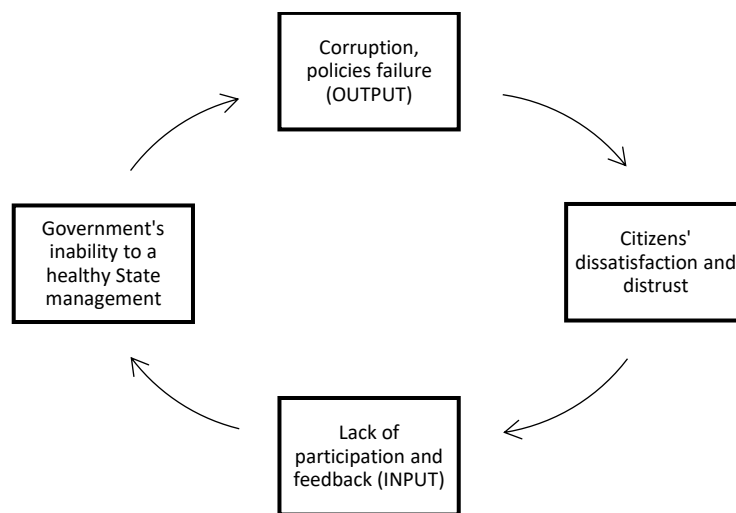 Corruption,
policies failure
(OUTPUT)
Government's
inability to a
healthy State
management
Citizens'
dissatisfaction and
distrust
Lack of
participation and
feedback (INPUT)